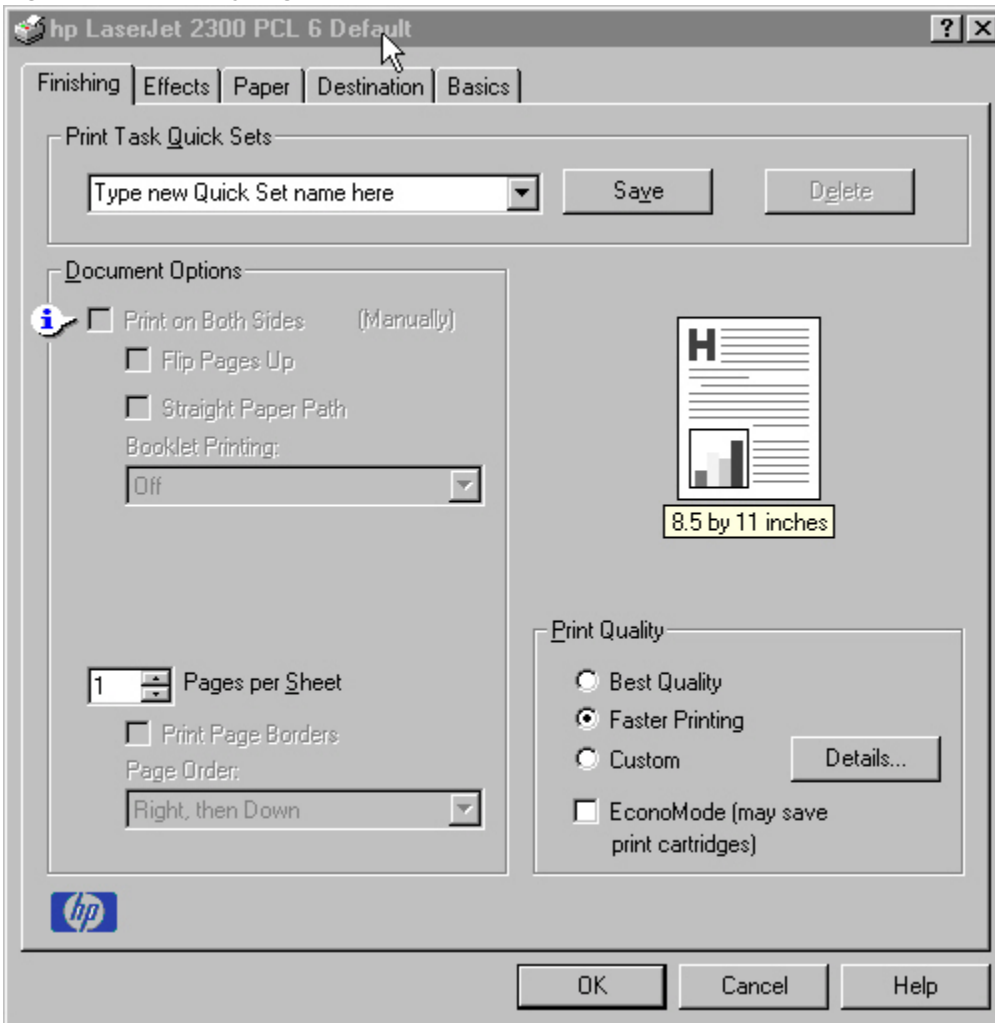 hp LaserJet 2300 PCL 6 Default
Finishing Effects Paper Destination Basics
Print Task Quick Sets
Type new Quick Set name here Save Delete
Document Options
Print on Both Sides (Manually)
Flip Pages Up
Straight Paper Path
Booklet Printing:
Off
H
8.5 by 11 inches
1 Pages per Sheet
Print Page Borders
Page Order:
Right, then Down
Print Quality
Best Quality
Faster Printing
Custom Details...
EconoMode (may save
print cartridges)
hp
OK Cancel Help